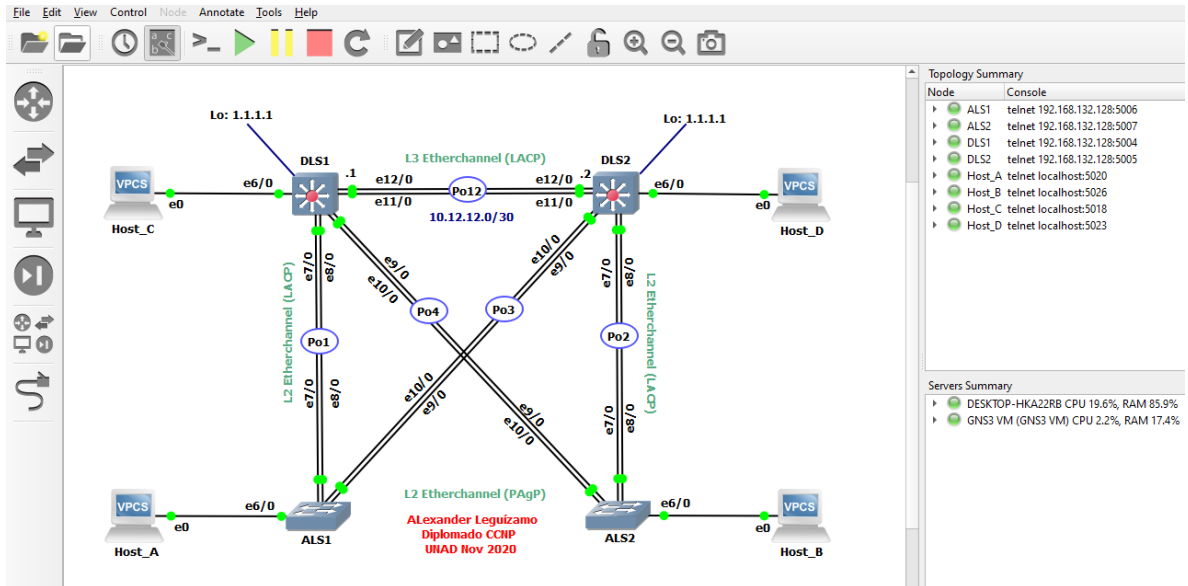 File Edit View Control Node Annotate Tools Help
Topology Summary
Node Console
ALS1 telnet 192.168.132.128:5006
ALS2 telnet 192.168.132.128:5007
DLS1 telnet 192.168.132.128:5004
DLS2 telnet 192.168.132.128:5005
Host_A telnet localhost:5020
Host_B telnet localhost:5026
Host_C telnet localhost:5018
Host_D telnet localhost:5023
Servers Summary
DESKTOP-HKA22RB CPU 19.6%, RAM 85.9%
GNS3 VM (GNS3 VM) CPU 2.2%, RAM 17.4%
Lo: 1.1.1.1
Lo: 1.1.1.1
L3 Etherchannel (LACP)
DLS1
DLS2
VPCS
e6/0
.1
e12/0
Po12
e12/0
.2
e6/0
VPCS
e0
e11/0
e11/0
e0
10.12.12.0/30
Host_C
Host_D
L2 Etherchannel (LACP)
e7/0
e8/0
e9/0
e10/0
e10/0
e9/0
e7/0
e8/0
L2 Etherchannel (LACP)
Po4
Po3
Po1
Po2
e7/0
e8/0
e10/0
e9/0
e9/0
e10/0
e7/0
e8/0
L2 Etherchannel (PAgP)
VPCS
e6/0
e0
Host_A
ALS1
ALexander Leguízamo
Diplomado CCNP
UNAD Nov 2020
ALS2
e6/0
VPCS
e0
Host_B